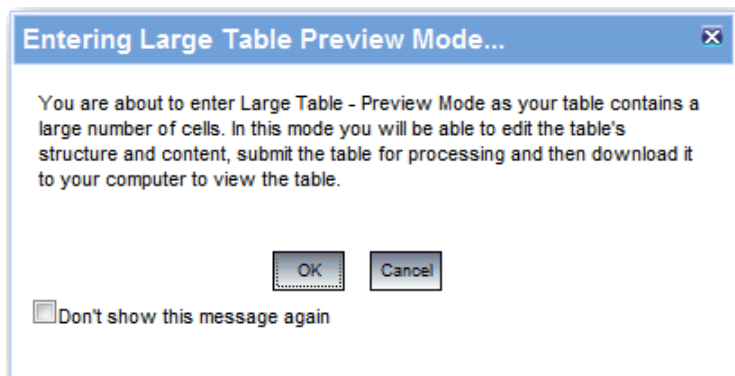 Entering Large Table Preview Mode...
You are about to enter Large Table - Preview Mode as your table contains a
large number of cells. In this mode you will be able to edit the table's
structure and content, submit the table for processing and then download it
to your computer to view the table.
OK Cancel
Don't show this message again